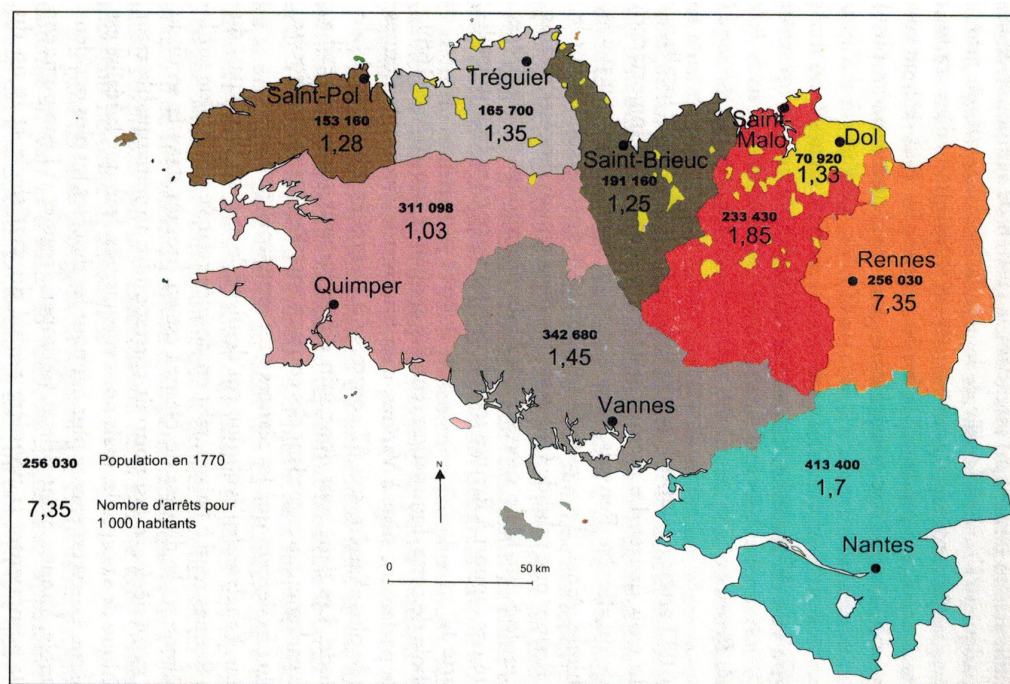 Saint-Pol
153 160
1,28
Tréguier
165 700
1,35
Saint-Brieuc
191 160
1,25
Saint-
Malo
233 430
1,85
Dol
70 920
1,33
Rennes
256 030
7,35
311 098
1,03
Quimper
342 680
1,45
Vannes
413 400
1,7
Nantes
256 030 Population en 1770
7,35 Nombre d'arrêts pour
1 000 habitants
N
0 50 km